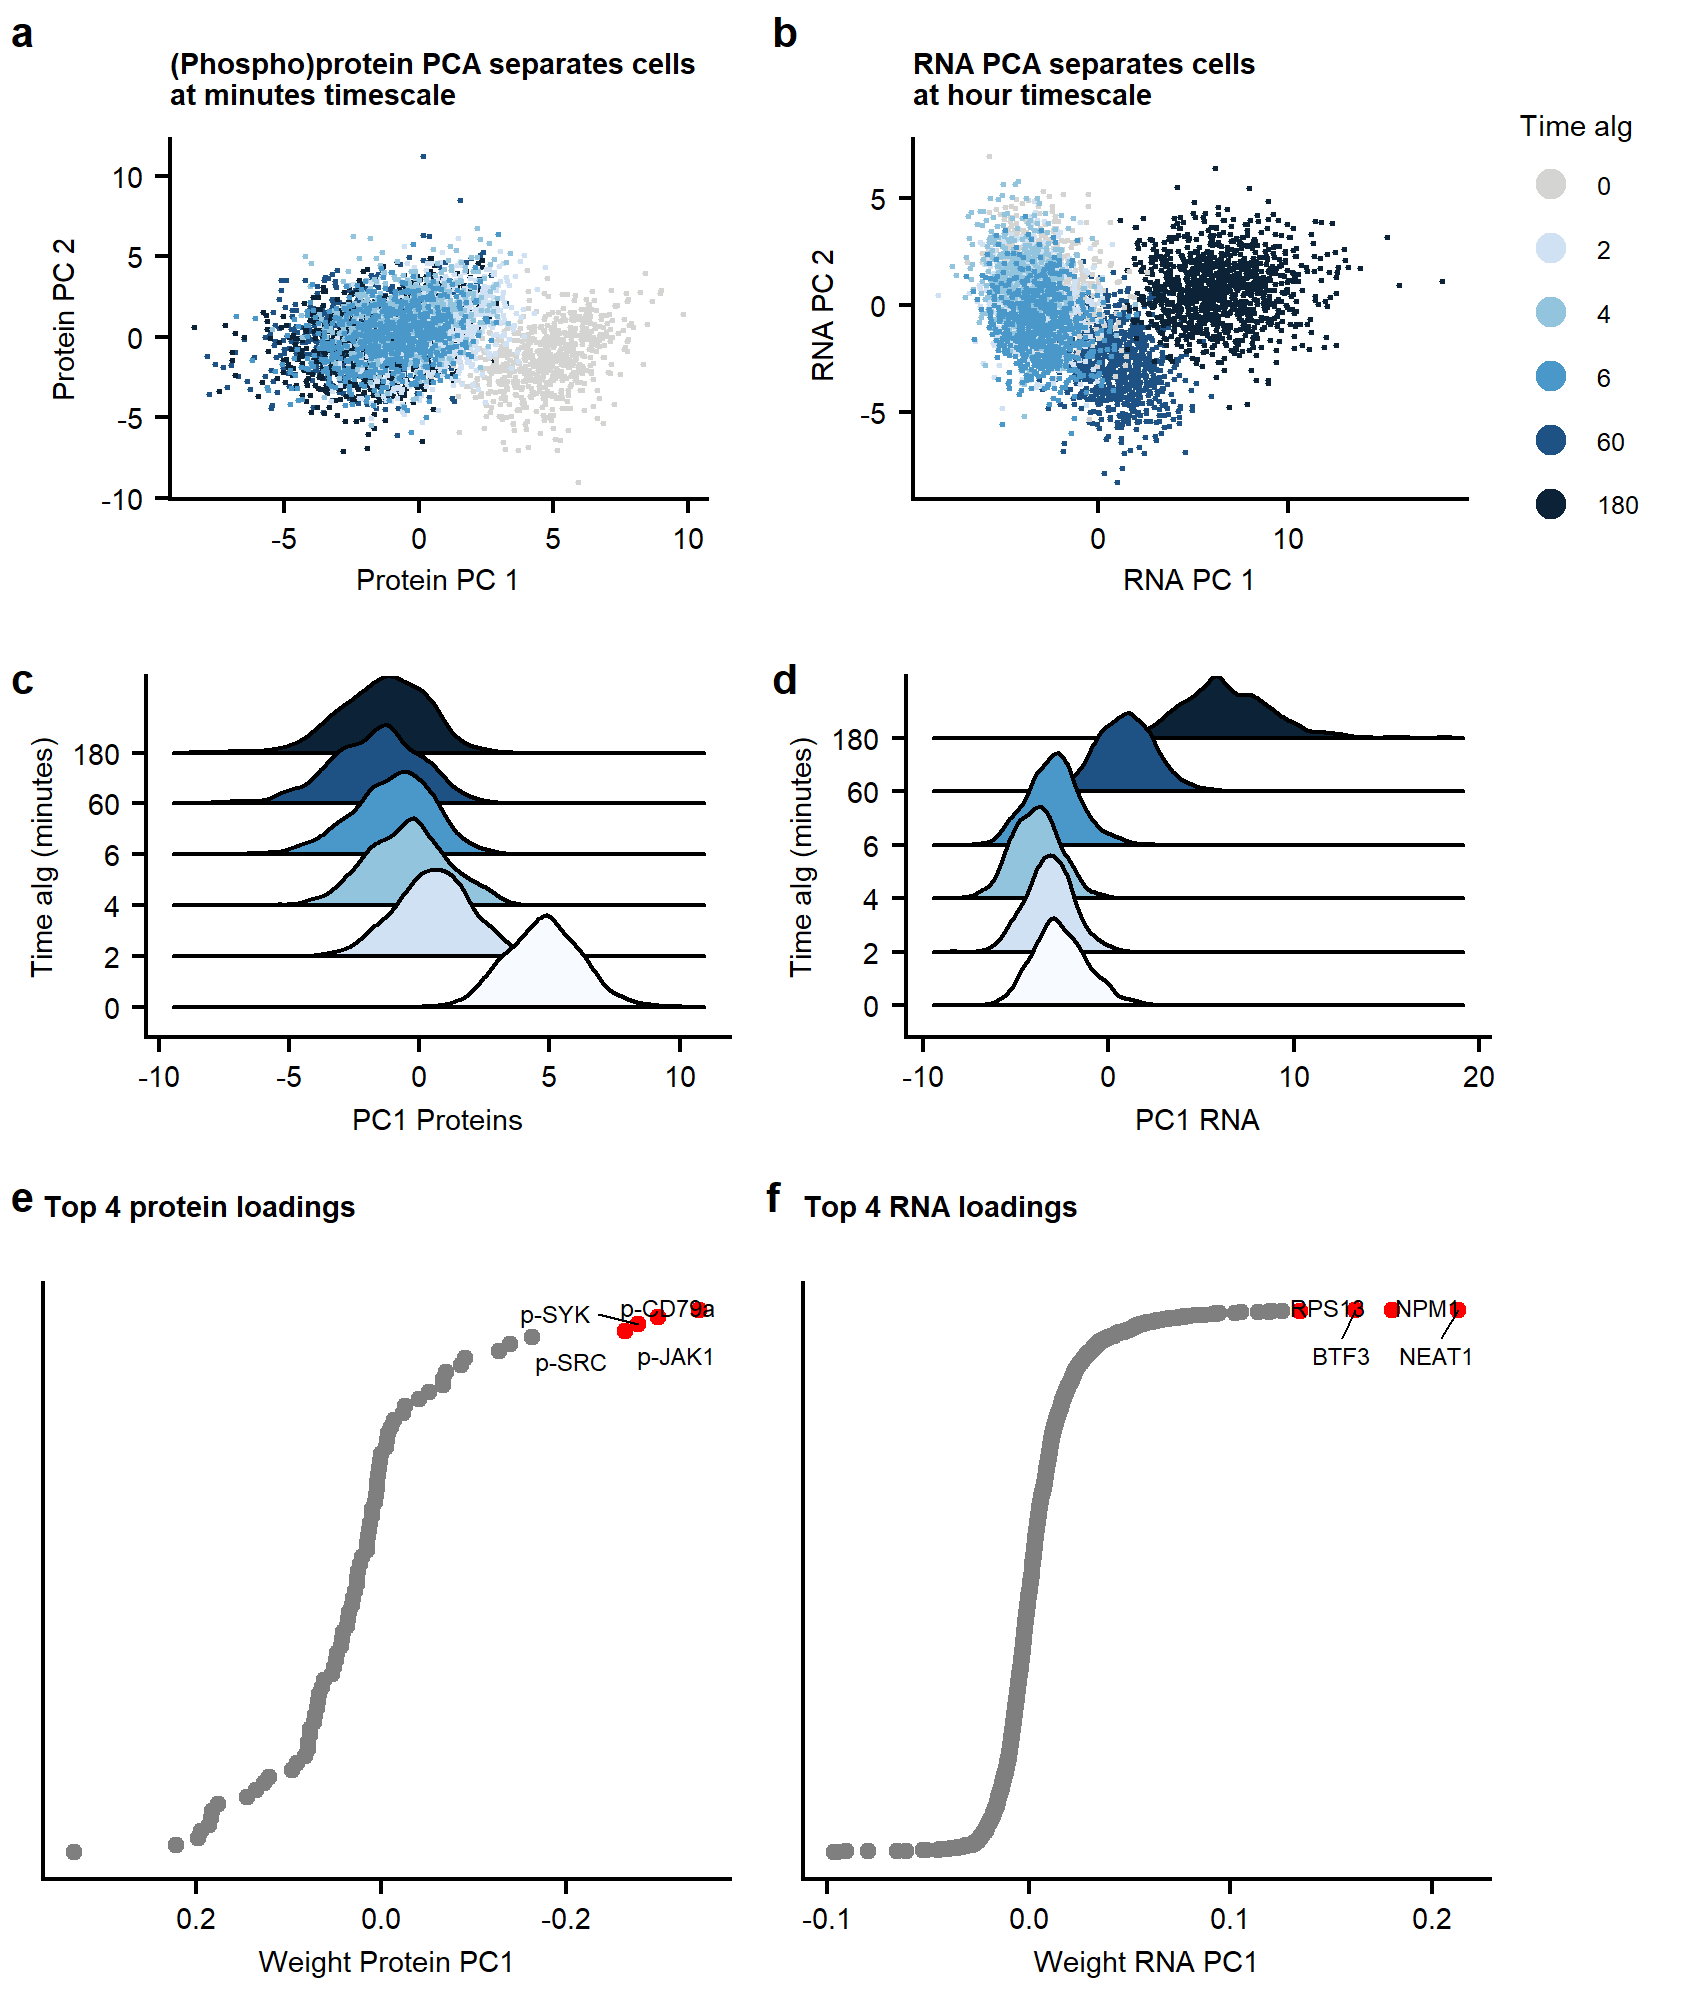 a
(Phospho)protein PCA separates cells
at minutes timescale
10
5
0
-5
-10
Protein PC 2
-5
0
5
10
Protein PC 1
b
RNA PCA separates cells
at hour timescale
5
0
-5
RNA PC 2
0
10
RNA PC 1
Time alg
0
2
4
6
60
180
c
180
60
6
4
2
0
Time alg (minutes)
-10
-5
0
5
10
PC1 Proteins
d
180
60
6
4
2
0
Time alg (minutes)
-10
0
10
20
PC1 RNA
e
Top 4 protein loadings
p-SYK
p-CD79a
p-SRC
p-JAK1
0.2
0.0
-0.2
Weight Protein PC1
f
Top 4 RNA loadings
RPS13
NPM1
BTF3
NEAT1
-0.1
0.0
0.1
0.2
Weight RNA PC1